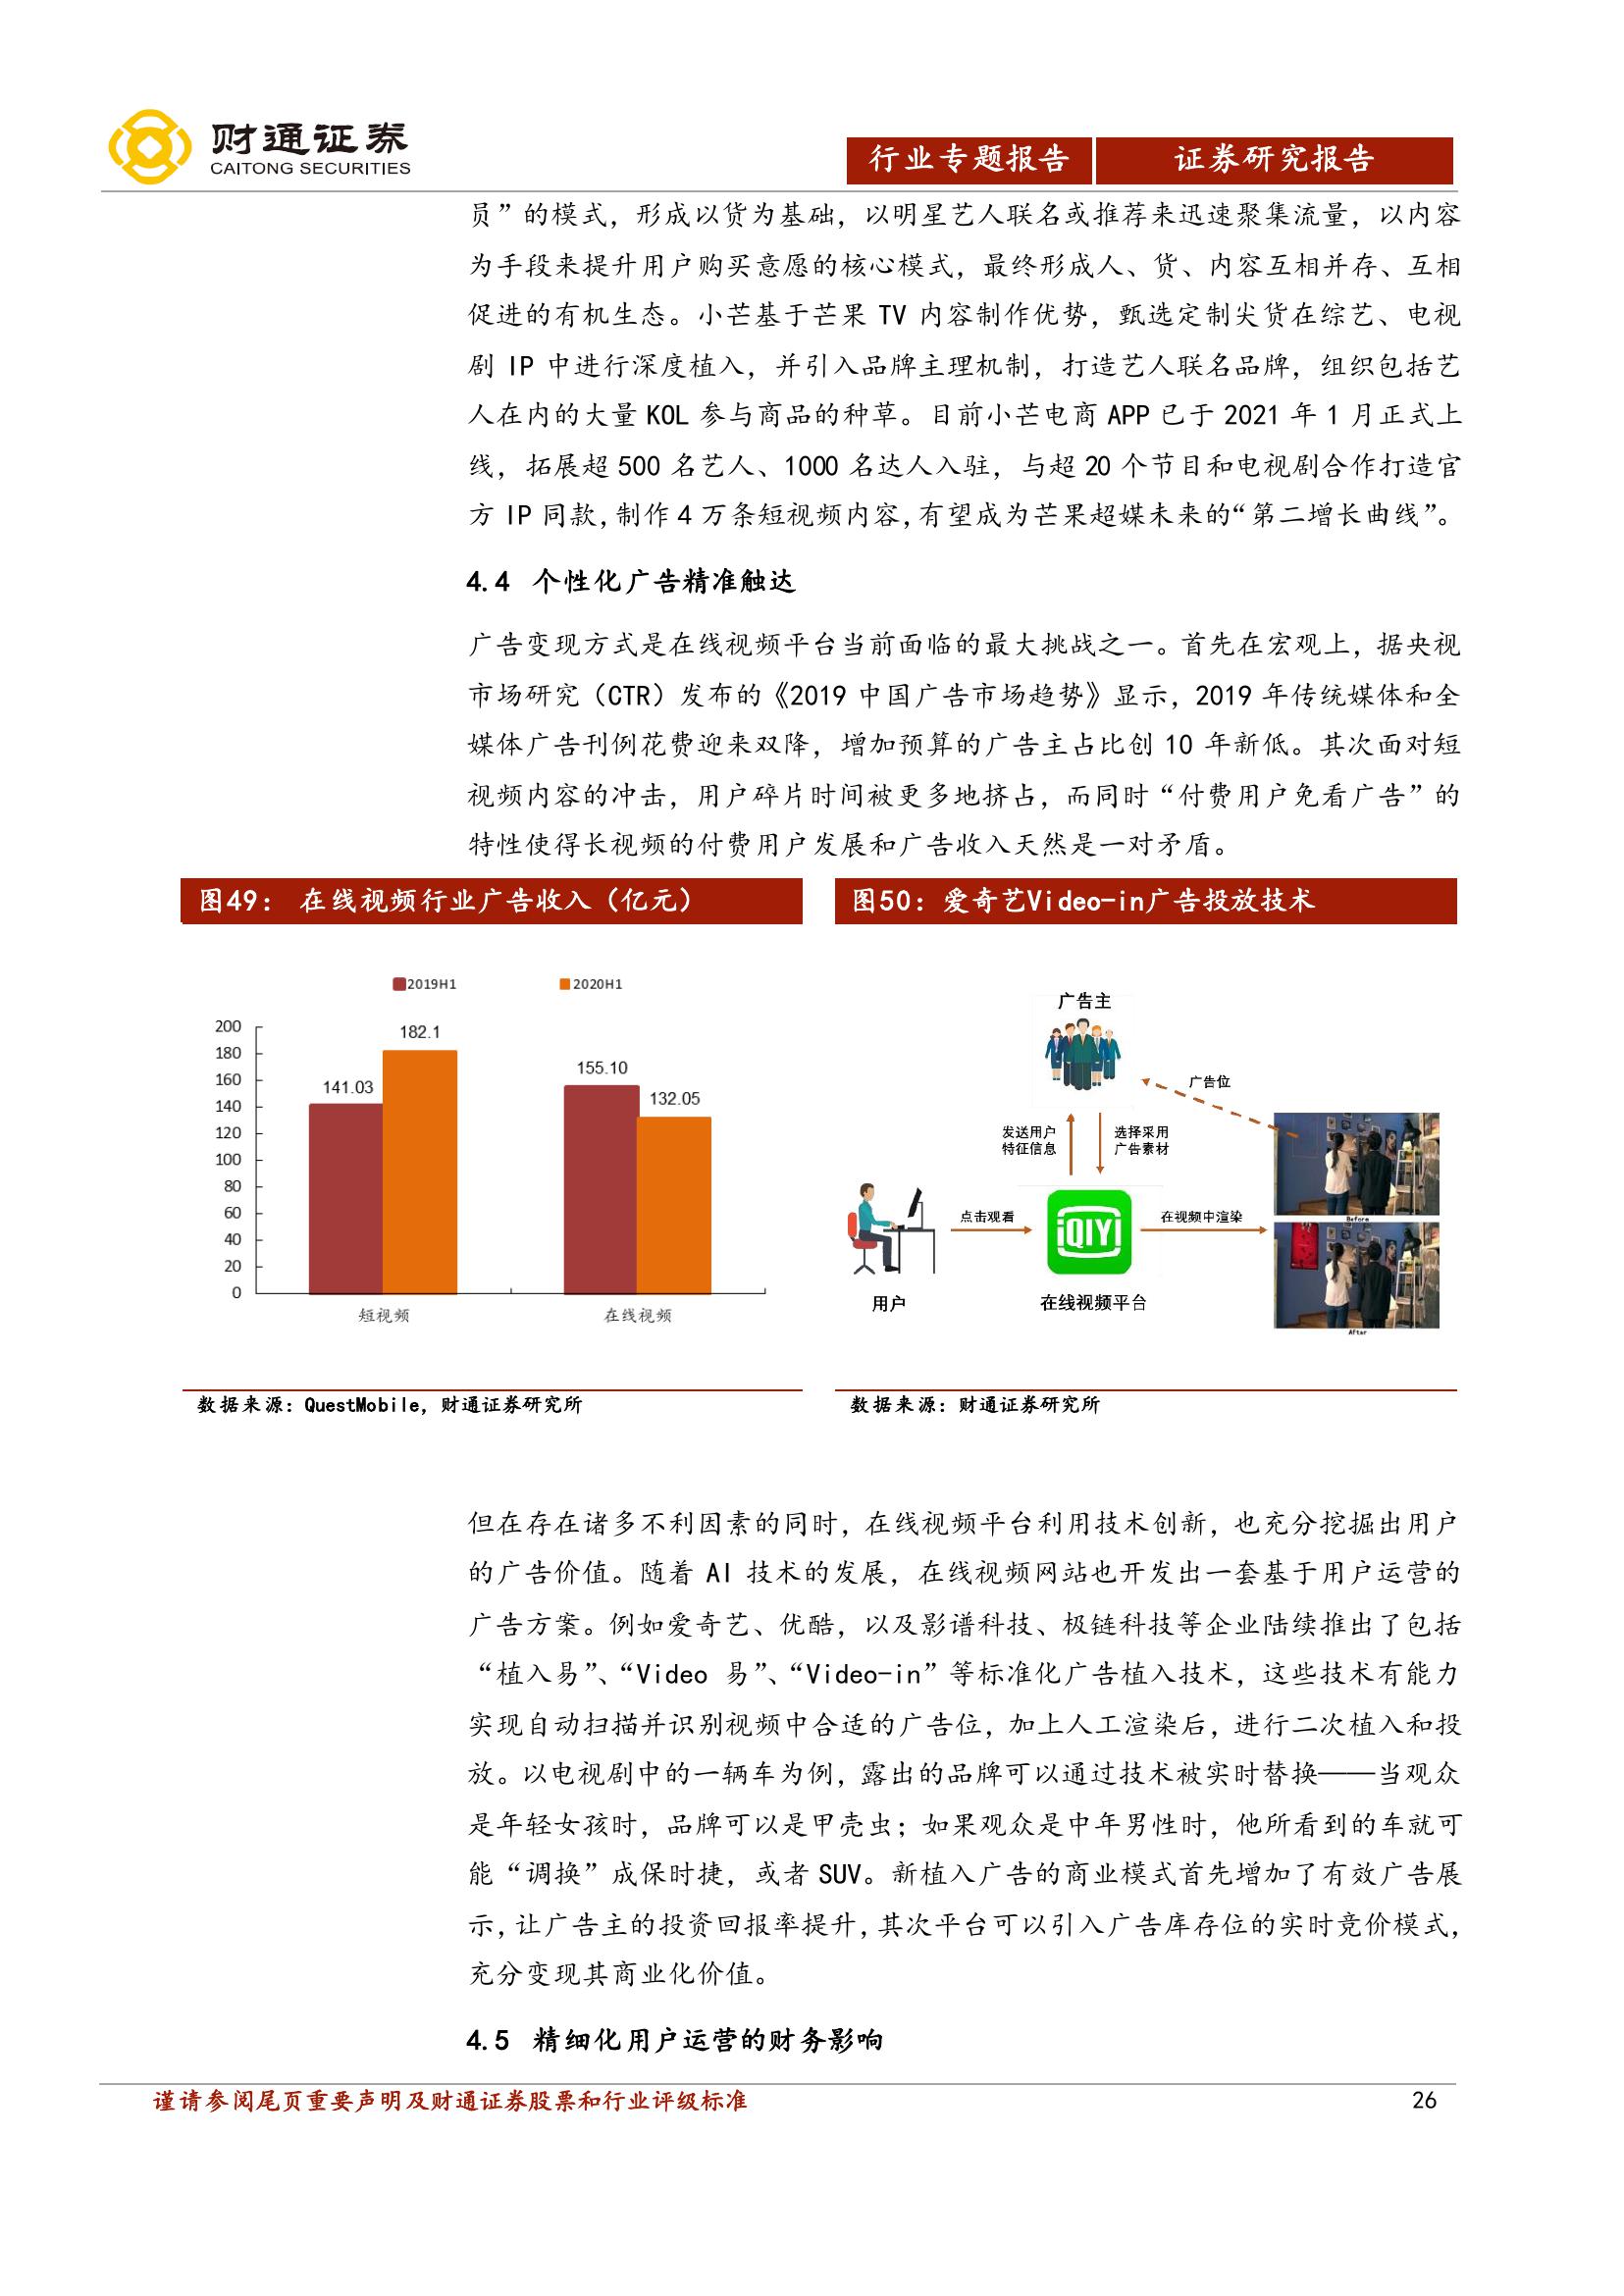 财通证券
CAITONG SECURITIES
行业专题报告 证券研究报告
员”的模式，形成以货为基础，以明星艺人联名或推荐来迅速聚集流量，以内容
为手段来提升用户购买意愿的核心模式，最终形成人、货、内容互相并存、互相
促进的有机生态。小芒基于芒果 TV 内容制作优势，甄选定制尖货在综艺、电视
剧 IP 中进行深度植入，并引入品牌主理机制，打造艺人联名品牌，组织包括艺
人在内的大量 KOL 参与商品的种草。目前小芒电商 APP 已于 2021 年 1 月正式上
线，拓展超 500 名艺人、1000 名达人入驻，与超 20 个节目和电视剧合作打造官
方 IP 同款,制作 4 万条短视频内容,有望成为芒果超媒未来的“第二增长曲线”。
4.4 个性化广告精准触达
广告变现方式是在线视频平台当前面临的最大挑战之一。首先在宏观上，据央视
市场研究（CTR）发布的《2019 中国广告市场趋势》显示，2019 年传统媒体和全
媒体广告刊例花费迎来双降，增加预算的广告主占比创 10 年新低。其次面对短
视频内容的冲击，用户碎片时间被更多地挤占，而同时“付费用户免看广告”的
特性使得长视频的付费用户发展和广告收入天然是一对矛盾。
图49： 在线视频行业广告收入（亿元）
2019H1 2020H1
200
180
160
140
120
100
80
60
40
20
0
141.03
182.1
155.10
132.05
短视频 在线视频
数据来源：QuestMobile，财通证券研究所
图50：爱奇艺Video-in广告投放技术
广告主
广告位
发送用户
特征信息
选择采用
广告素材
点击观看
iQIYI
在视频中渲染
Before
After
用户
在线视频平台
数据来源：财通证券研究所
但在存在诸多不利因素的同时，在线视频平台利用技术创新，也充分挖掘出用户
的广告价值。随着 AI 技术的发展，在线视频网站也开发出一套基于用户运营的
广告方案。例如爱奇艺、优酷，以及影谱科技、极链科技等企业陆续推出了包括
“植入易”、“Video 易”、“Video-in”等标准化广告植入技术，这些技术有能力
实现自动扫描并识别视频中合适的广告位，加上人工渲染后，进行二次植入和投
放。以电视剧中的一辆车为例，露出的品牌可以通过技术被实时替换——当观众
是年轻女孩时，品牌可以是甲壳虫；如果观众是中年男性时，他所看到的车就可
能“调换”成保时捷，或者 SUV。新植入广告的商业模式首先增加了有效广告展
示,让广告主的投资回报率提升,其次平台可以引入广告库存位的实时竞价模式,
充分变现其商业化价值。
4.5 精细化用户运营的财务影响
谨请参阅尾页重要声明及财通证券股票和行业评级标准 26